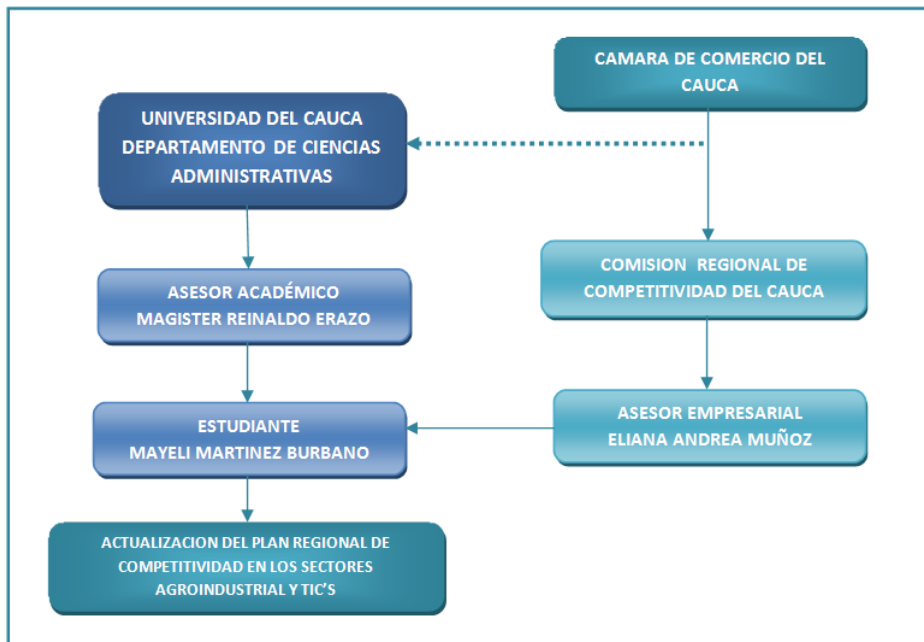 CAMARA DE COMERCIO DEL
CAUCA
UNIVERSIDAD DEL CAUCA
DEPARTAMENTO DE CIENCIAS
ADMINISTRATIVAS
COMISION REGIONAL DE
COMPETITIVIDAD DEL CAUCA
ASESOR ACADÉMICO
MAGISTER REINALDO ERAZO
ASESOR EMPRESARIAL
ELIANA ANDREA MUÑOZ
ESTUDIANTE
MAYELI MARTINEZ BURBANO
ACTUALIZACION DEL PLAN REGIONAL DE
COMPETITIVIDAD EN LOS SECTORES
AGROINDUSTRIAL Y TIC'S